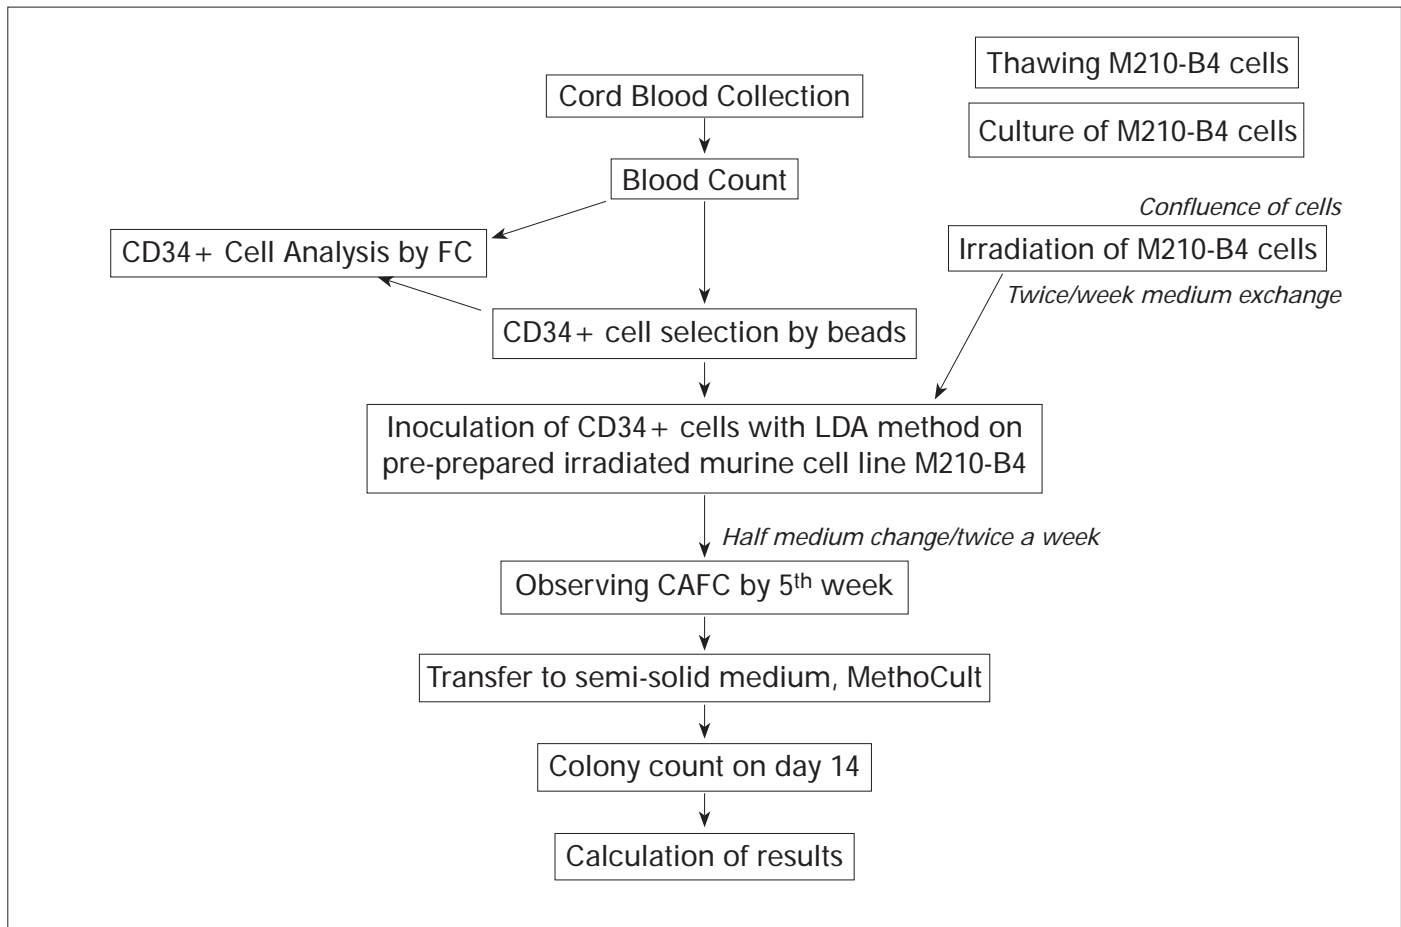 Thawing M210-B4 cells
Cord Blood Collection
Culture of M210-B4 cells
Blood Count
Confluence of cells
CD34+ Cell Analysis by FC
Irradiation of M210-B4 cells
Twice/week medium exchange
CD34+ cell selection by beads
Inoculation of CD34+ cells with LDA method on
pre-prepared irradiated murine cell line M210-B4
Half medium change/twice a week
Observing CAFC by 5th week
Transfer to semi-solid medium, MethoCult
Colony count on day 14
Calculation of results